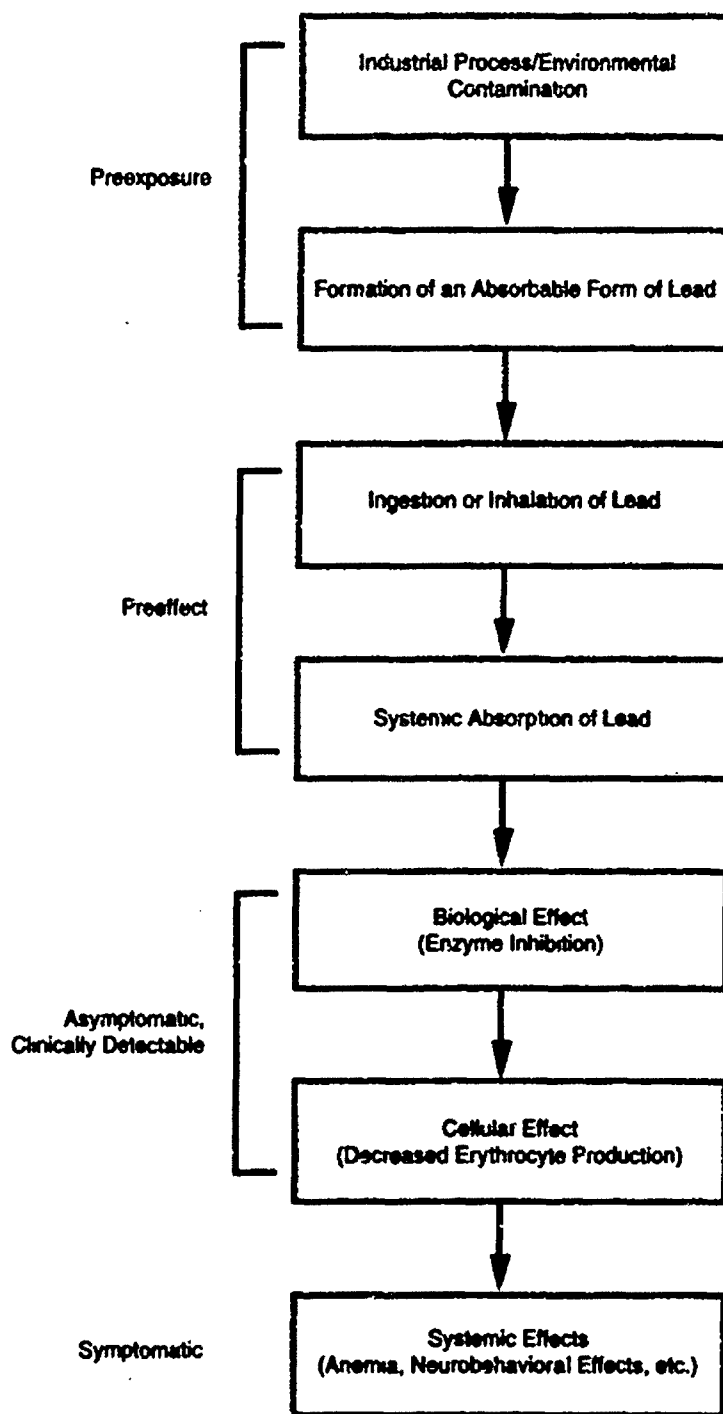 Industrial Process/Environmental
Contamination
Preexposure
Formation of an Absorbable Form of Lead
Ingestion or Inhalation of Lead
Preeffect
Systemic Absorption of Lead
Biological Effect
(Enzyme Inhibition)
Asymptomatic,
Clinically Detectable
Cellular Effect
(Decreased Erythrocyte Production)
Symptomatic
Systemic Effects
(Anemia, Neurobehavioral Effects, etc.)